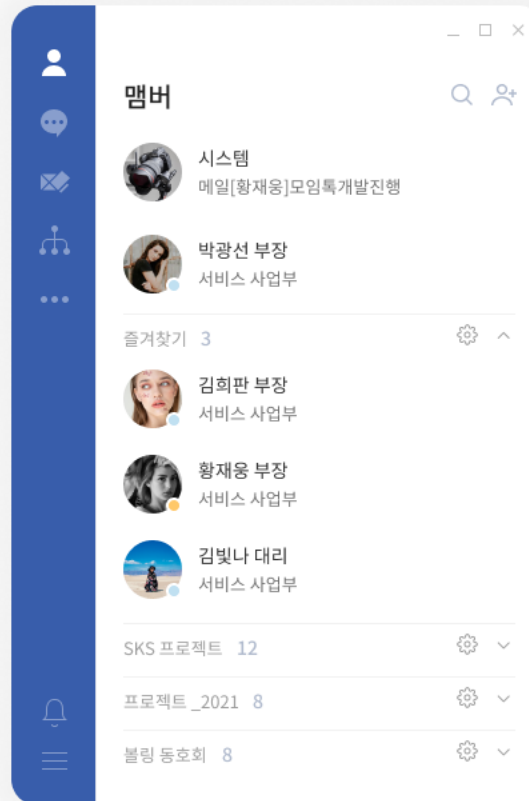 맴버
시스템
메일[황재웅]모임톡개발진행
박광선 부장
서비스 사업부
즐겨찾기 3
김희판 부장
서비스 사업부
황재웅 부장
서비스 사업부
김빛나 대리
서비스 사업부
SKS 프로젝트 12
프로젝트 _2021 8
볼링 동호회 8